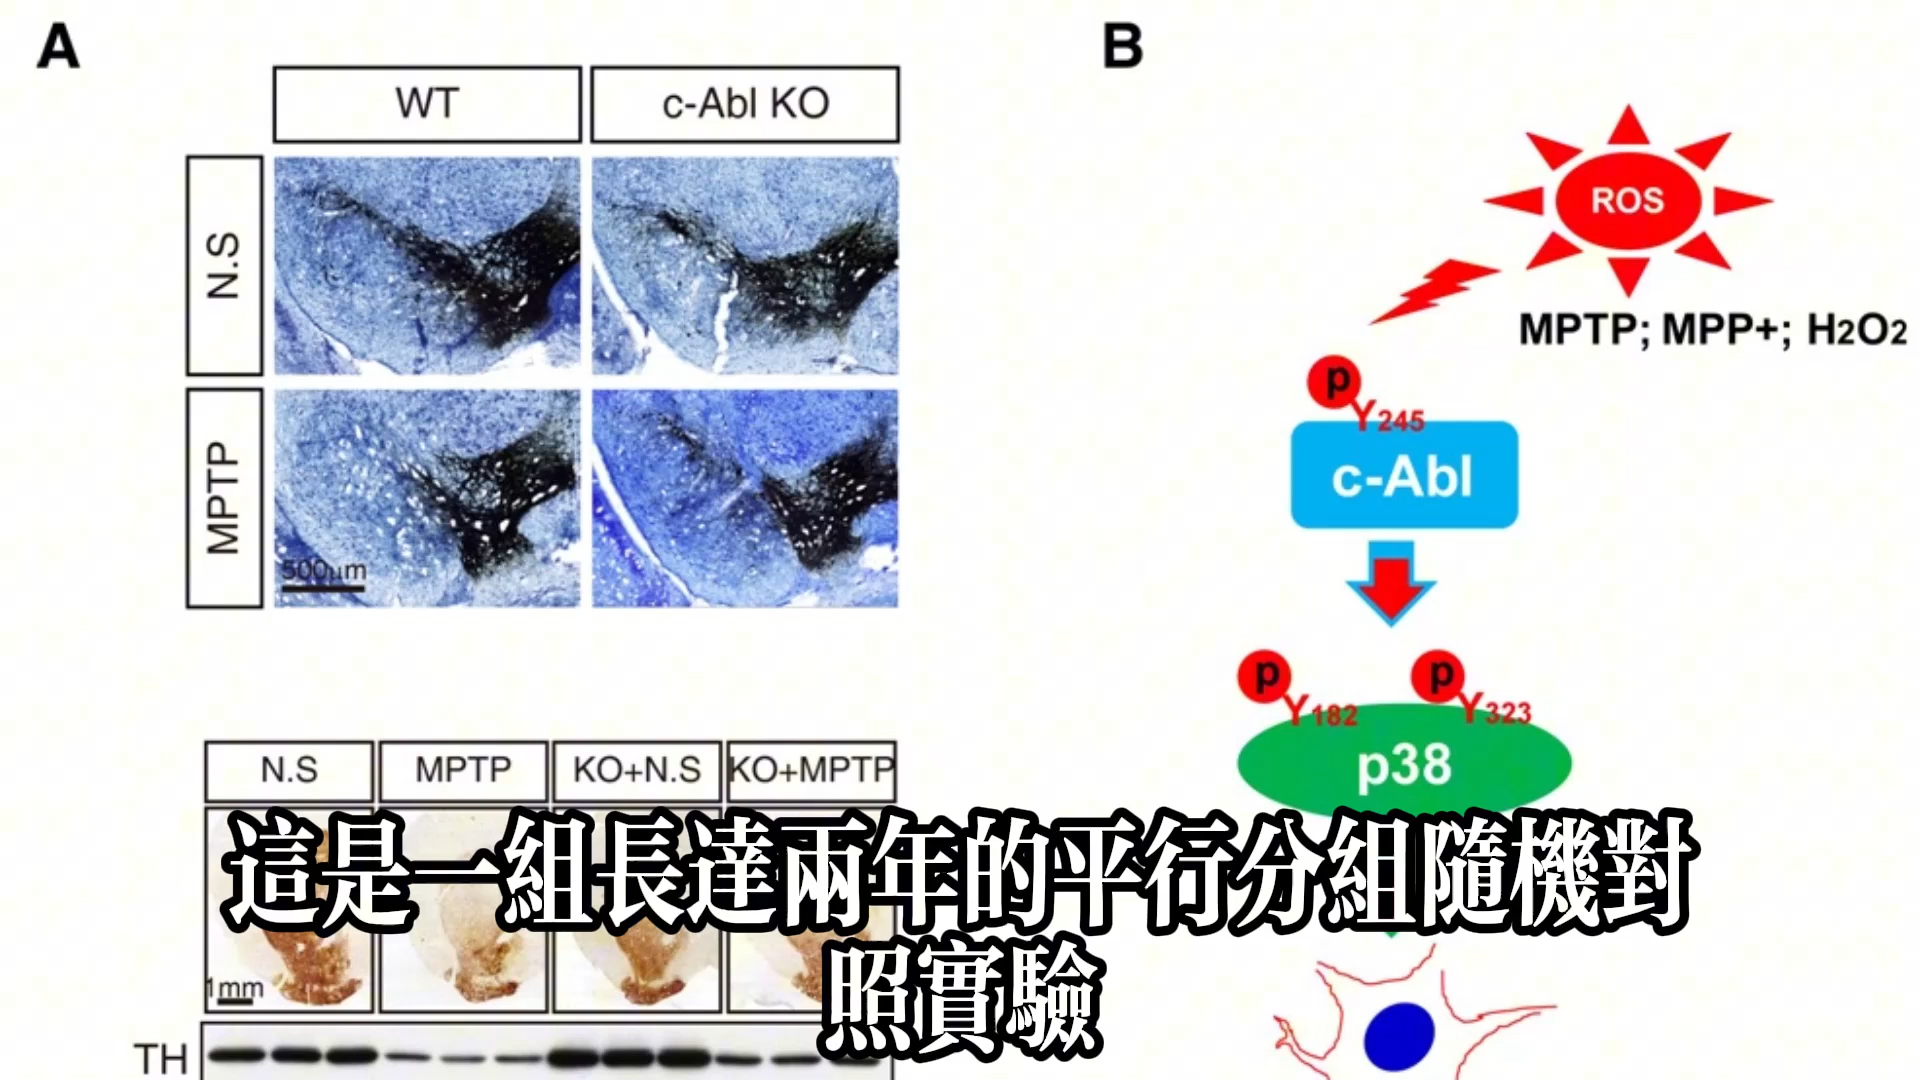 A
B
WT
c-Abl KO
N.S
MPTP
500µm
ROS
MPTP; MPP+; H2O2
p
Y245
c-Abl
p
Y182
p
Y323
p38
N.S
MPTP
KO+N.S
KO+MPTP
1mm
TH
這是一組長達兩年的平行分組隨機對
照實驗